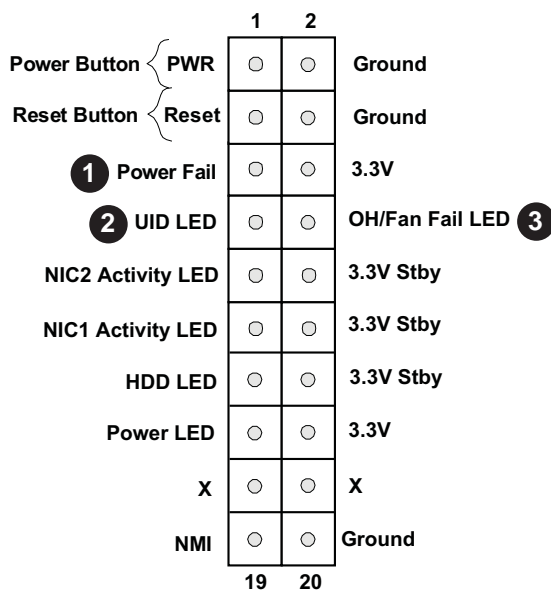 1 2
Power Button PWR Ground
Reset Button Reset Ground
1 Power Fail 3.3V
2 UID LED OH/Fan Fail LED 3
NIC2 Activity LED 3.3V Stby
NIC1 Activity LED 3.3V Stby
HDD LED 3.3V Stby
Power LED 3.3V
X X
NMI Ground
19 20